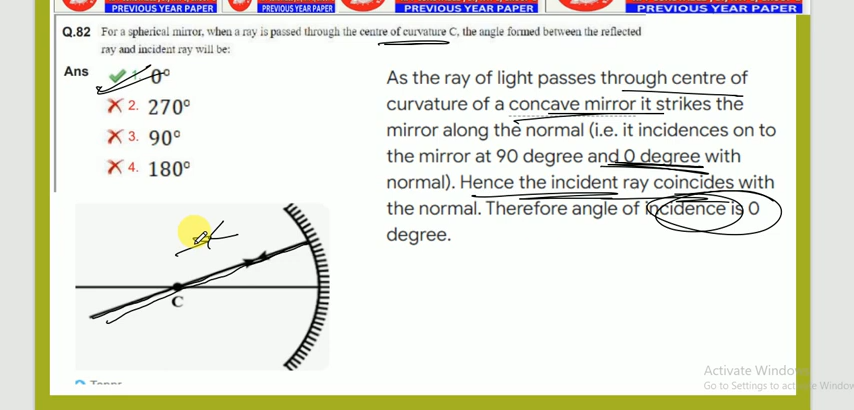 PREVIOUS YEAR PAPER
PREVIOUS YEAR PAPER
PREVIOUS YEAR PAPER
PREVIOUS YEAR PAPER
Q.82 For a spherical mirror, when a ray is passed through the centre of curvature C, the angle formed between the reflected
ray and incident ray will be:
Ans 1. 0°
2. 270°
3. 90°
4. 180°
As the ray of light passes through centre of
curvature of a concave mirror it strikes the
mirror along the normal (i.e. it incidences on to
the mirror at 90 degree and 0 degree with
normal). Hence the incident ray coincides with
the normal. Therefore angle of incidence is 0
degree.
C
Activate Windows
Go to Settings to activate Window